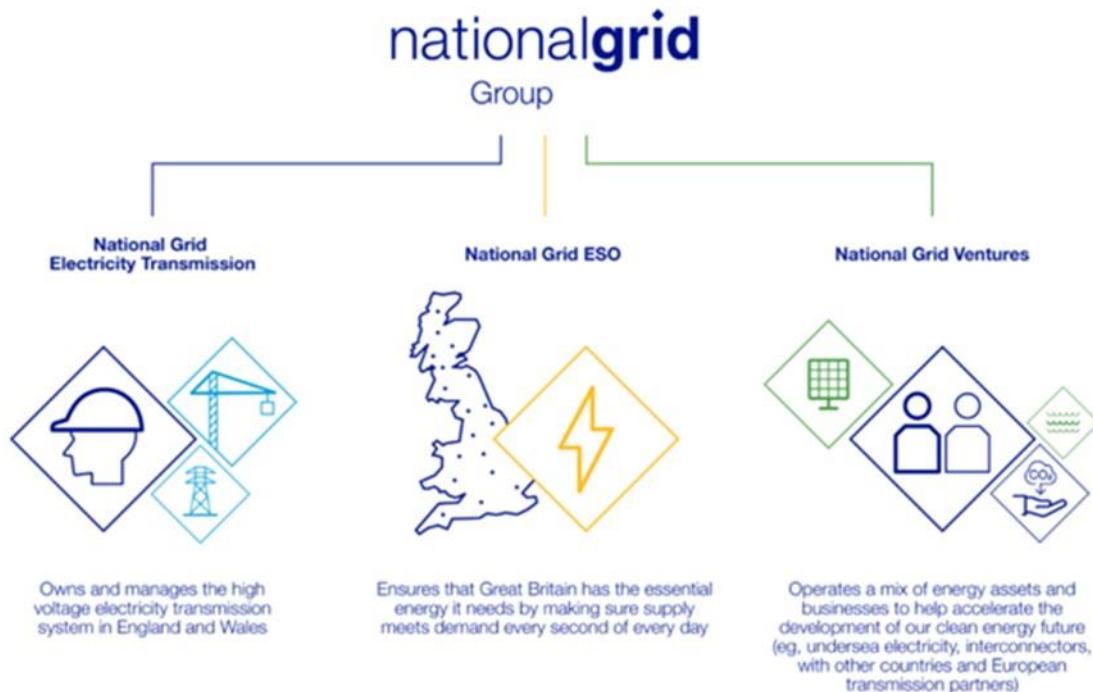 nationalgrid
Group
National Grid
Electricity Transmission
National Grid ESO
National Grid Ventures
CO₂
Owns and manages the high
voltage electricity transmission
system in England and Wales
Ensures that Great Britain has the essential
energy it needs by making sure supply
meets demand every second of every day
Operates a mix of energy assets and
businesses to help accelerate the
development of our clean energy future
(eg, undersea electricity, interconnectors,
with other countries and European
transmission partners)